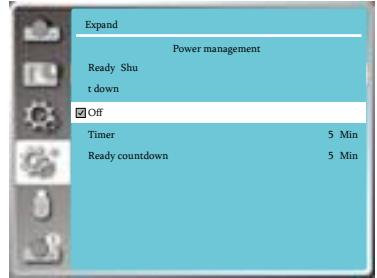 Expand
Power management
Ready Shu
t down
Off
Timer 5 Min
Ready countdown 5 Min